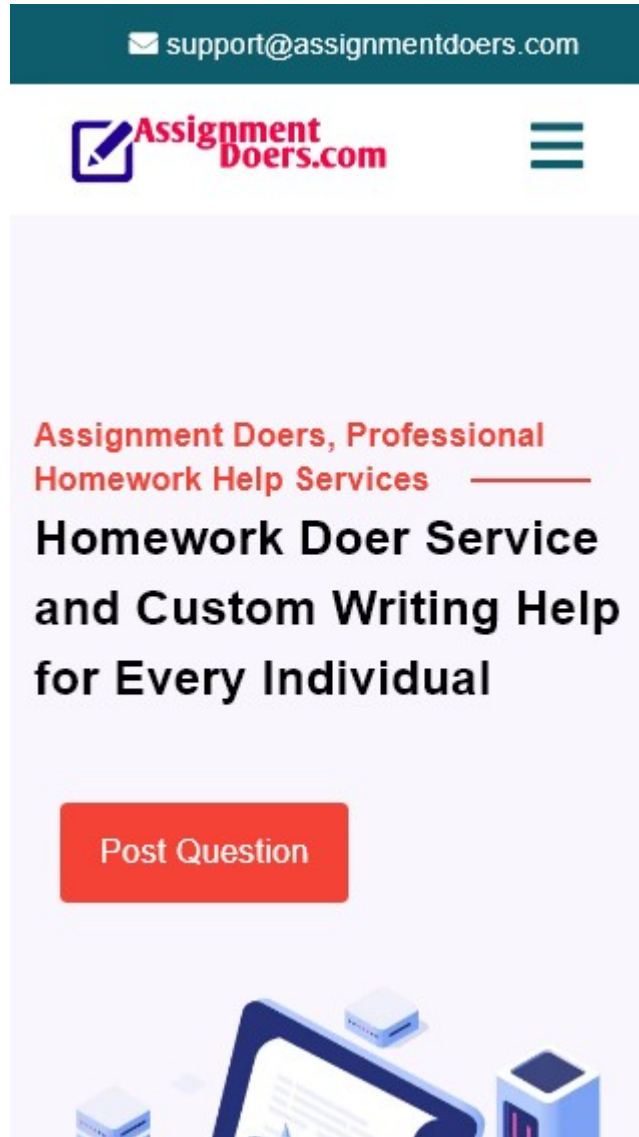 support@assignmentdoers.com
Assignment
Doers.com
Assignment Doers, Professional
Homework Help Services
Homework Doer Service
and Custom Writing Help
for Every Individual
Post Question